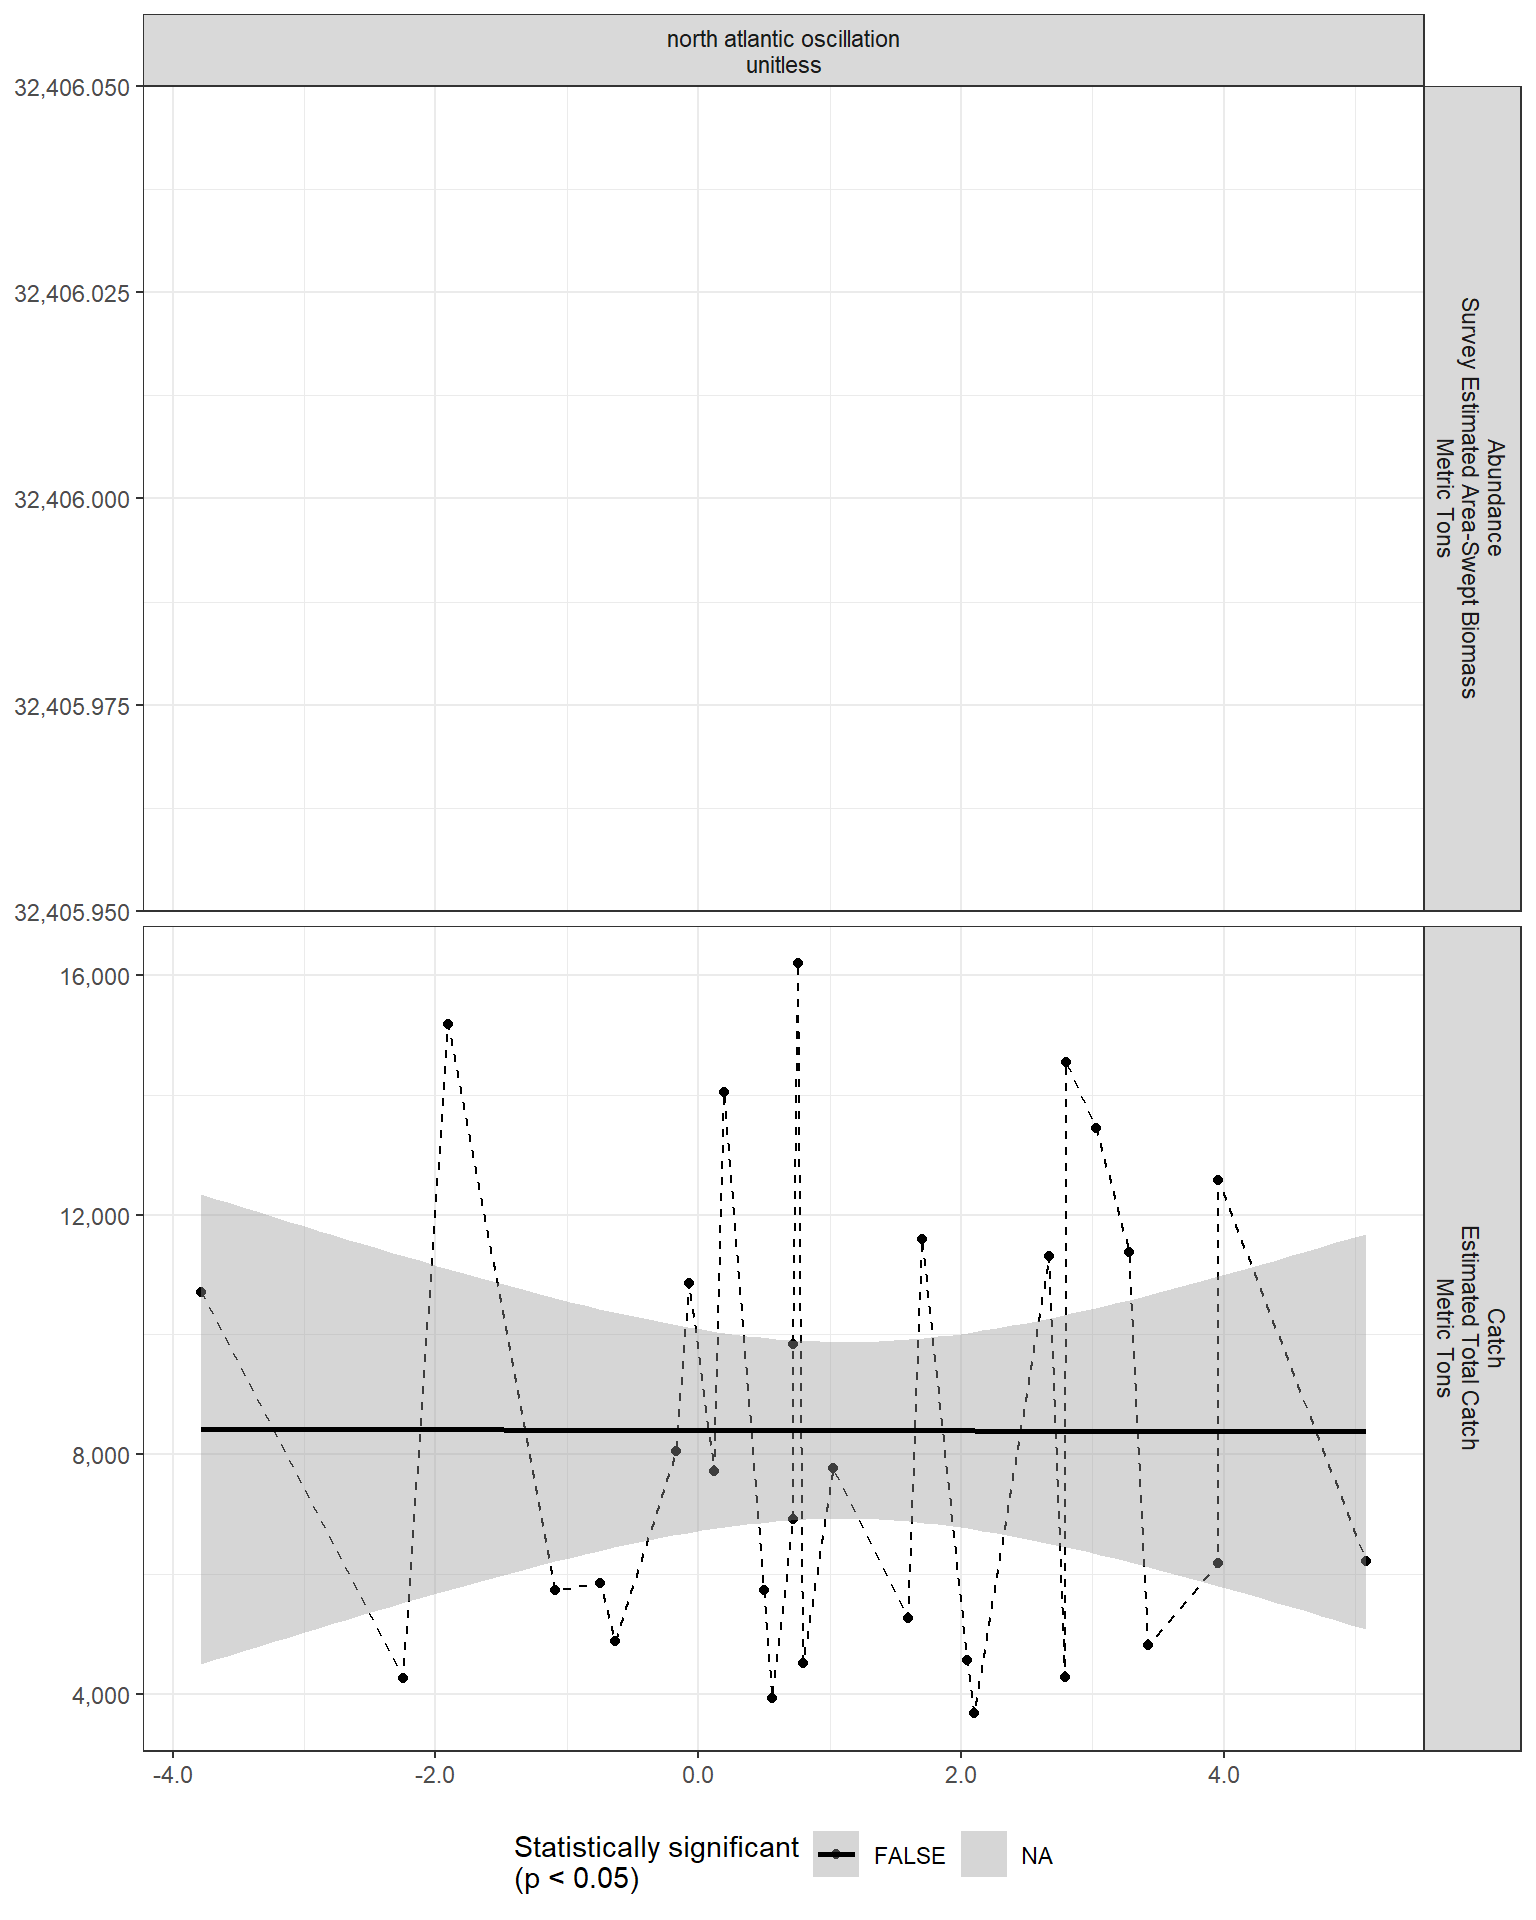 north atlantic oscillation
unitless
32,406.050
32,406.025
32,406.000
32,405.975
32,405.950
Abundance
Survey Estimated Area-Swept Biomass
Metric Tons
16,000
12,000
8,000
4,000
Catch
Estimated Total Catch
Metric Tons
-4.0 -2.0 0.0 2.0 4.0
Statistically significant
(p < 0.05)
FALSE NA